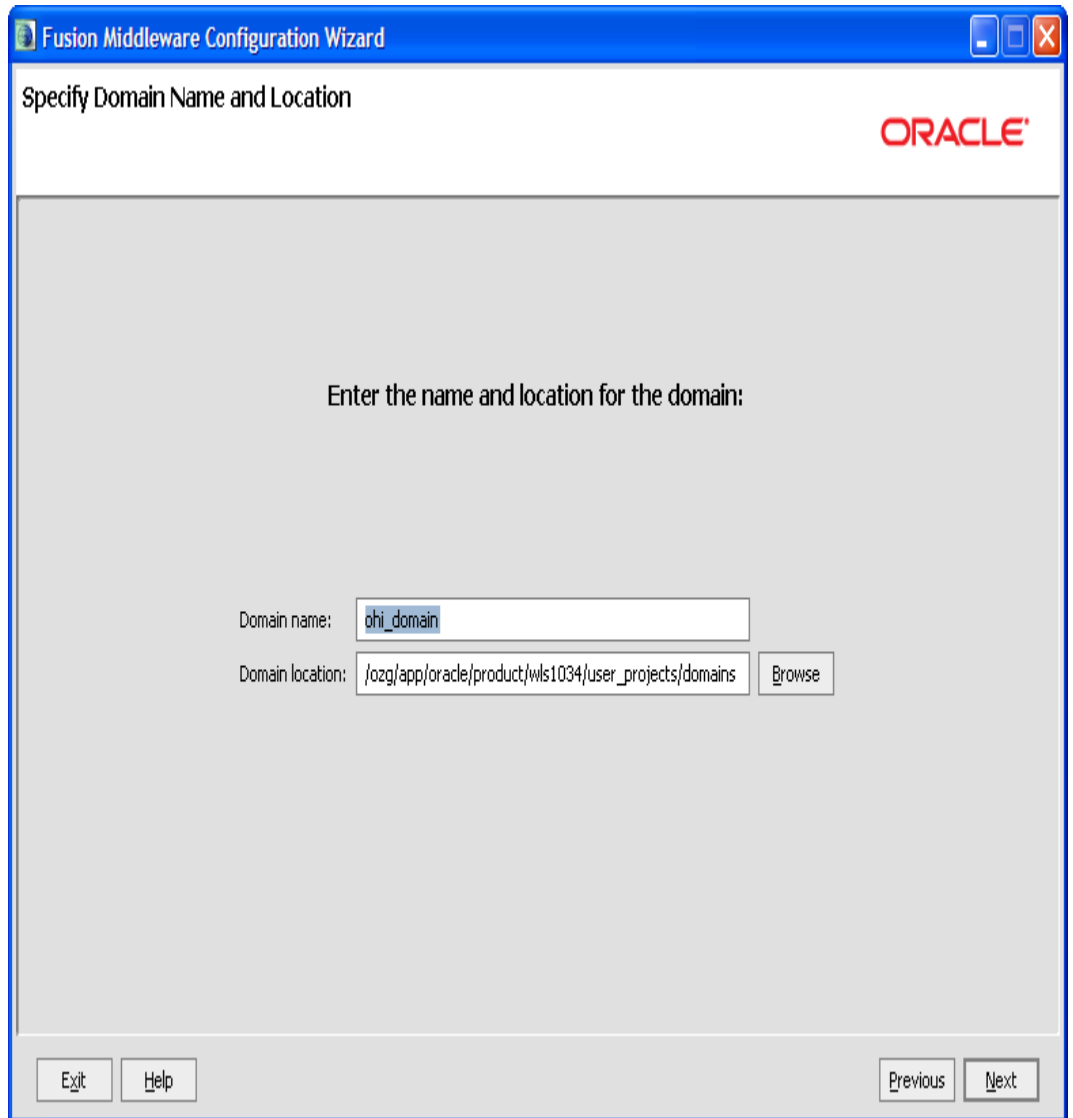 Fusion Middleware Configuration Wizard
Specify Domain Name and Location
ORACLE
Enter the name and location for the domain:
Domain name: ohi_domain
Domain location: /ozg/app/oracle/product/wls1034/user_projects/domains Browse
Exit Help Previous Next